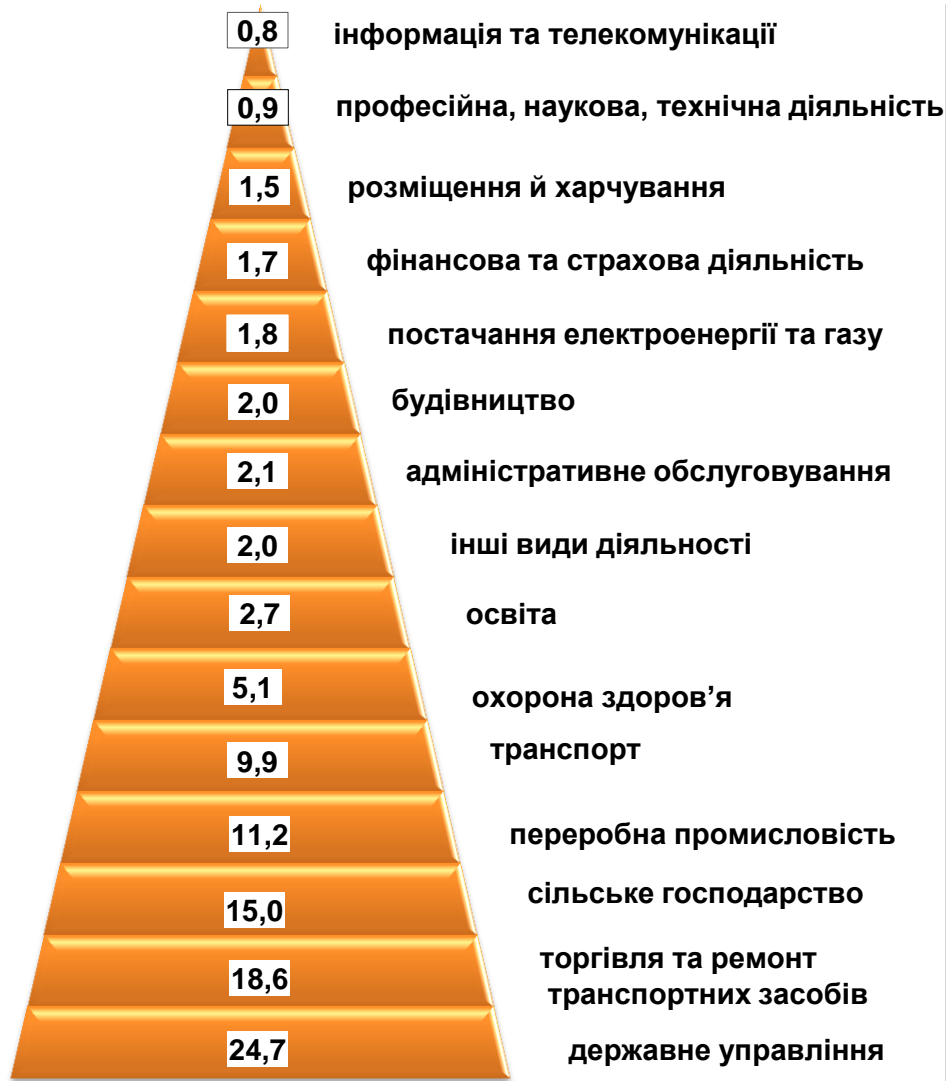 0,8 інформація та телекомунікації
0,9 професійна, наукова, технічна діяльність
1,5 розміщення й харчування
1,7 фінансова та страхова діяльність
1,8 постачання електроенергії та газу
2,0 будівництво
2,1 адміністративне обслуговування
2,0 інші види діяльності
2,7 освіта
5,1 охорона здоров’я
9,9 транспорт
11,2 переробна промисловість
15,0 сільське господарство
18,6 торгівля та ремонт
транспортних засобів
24,7 державне управління